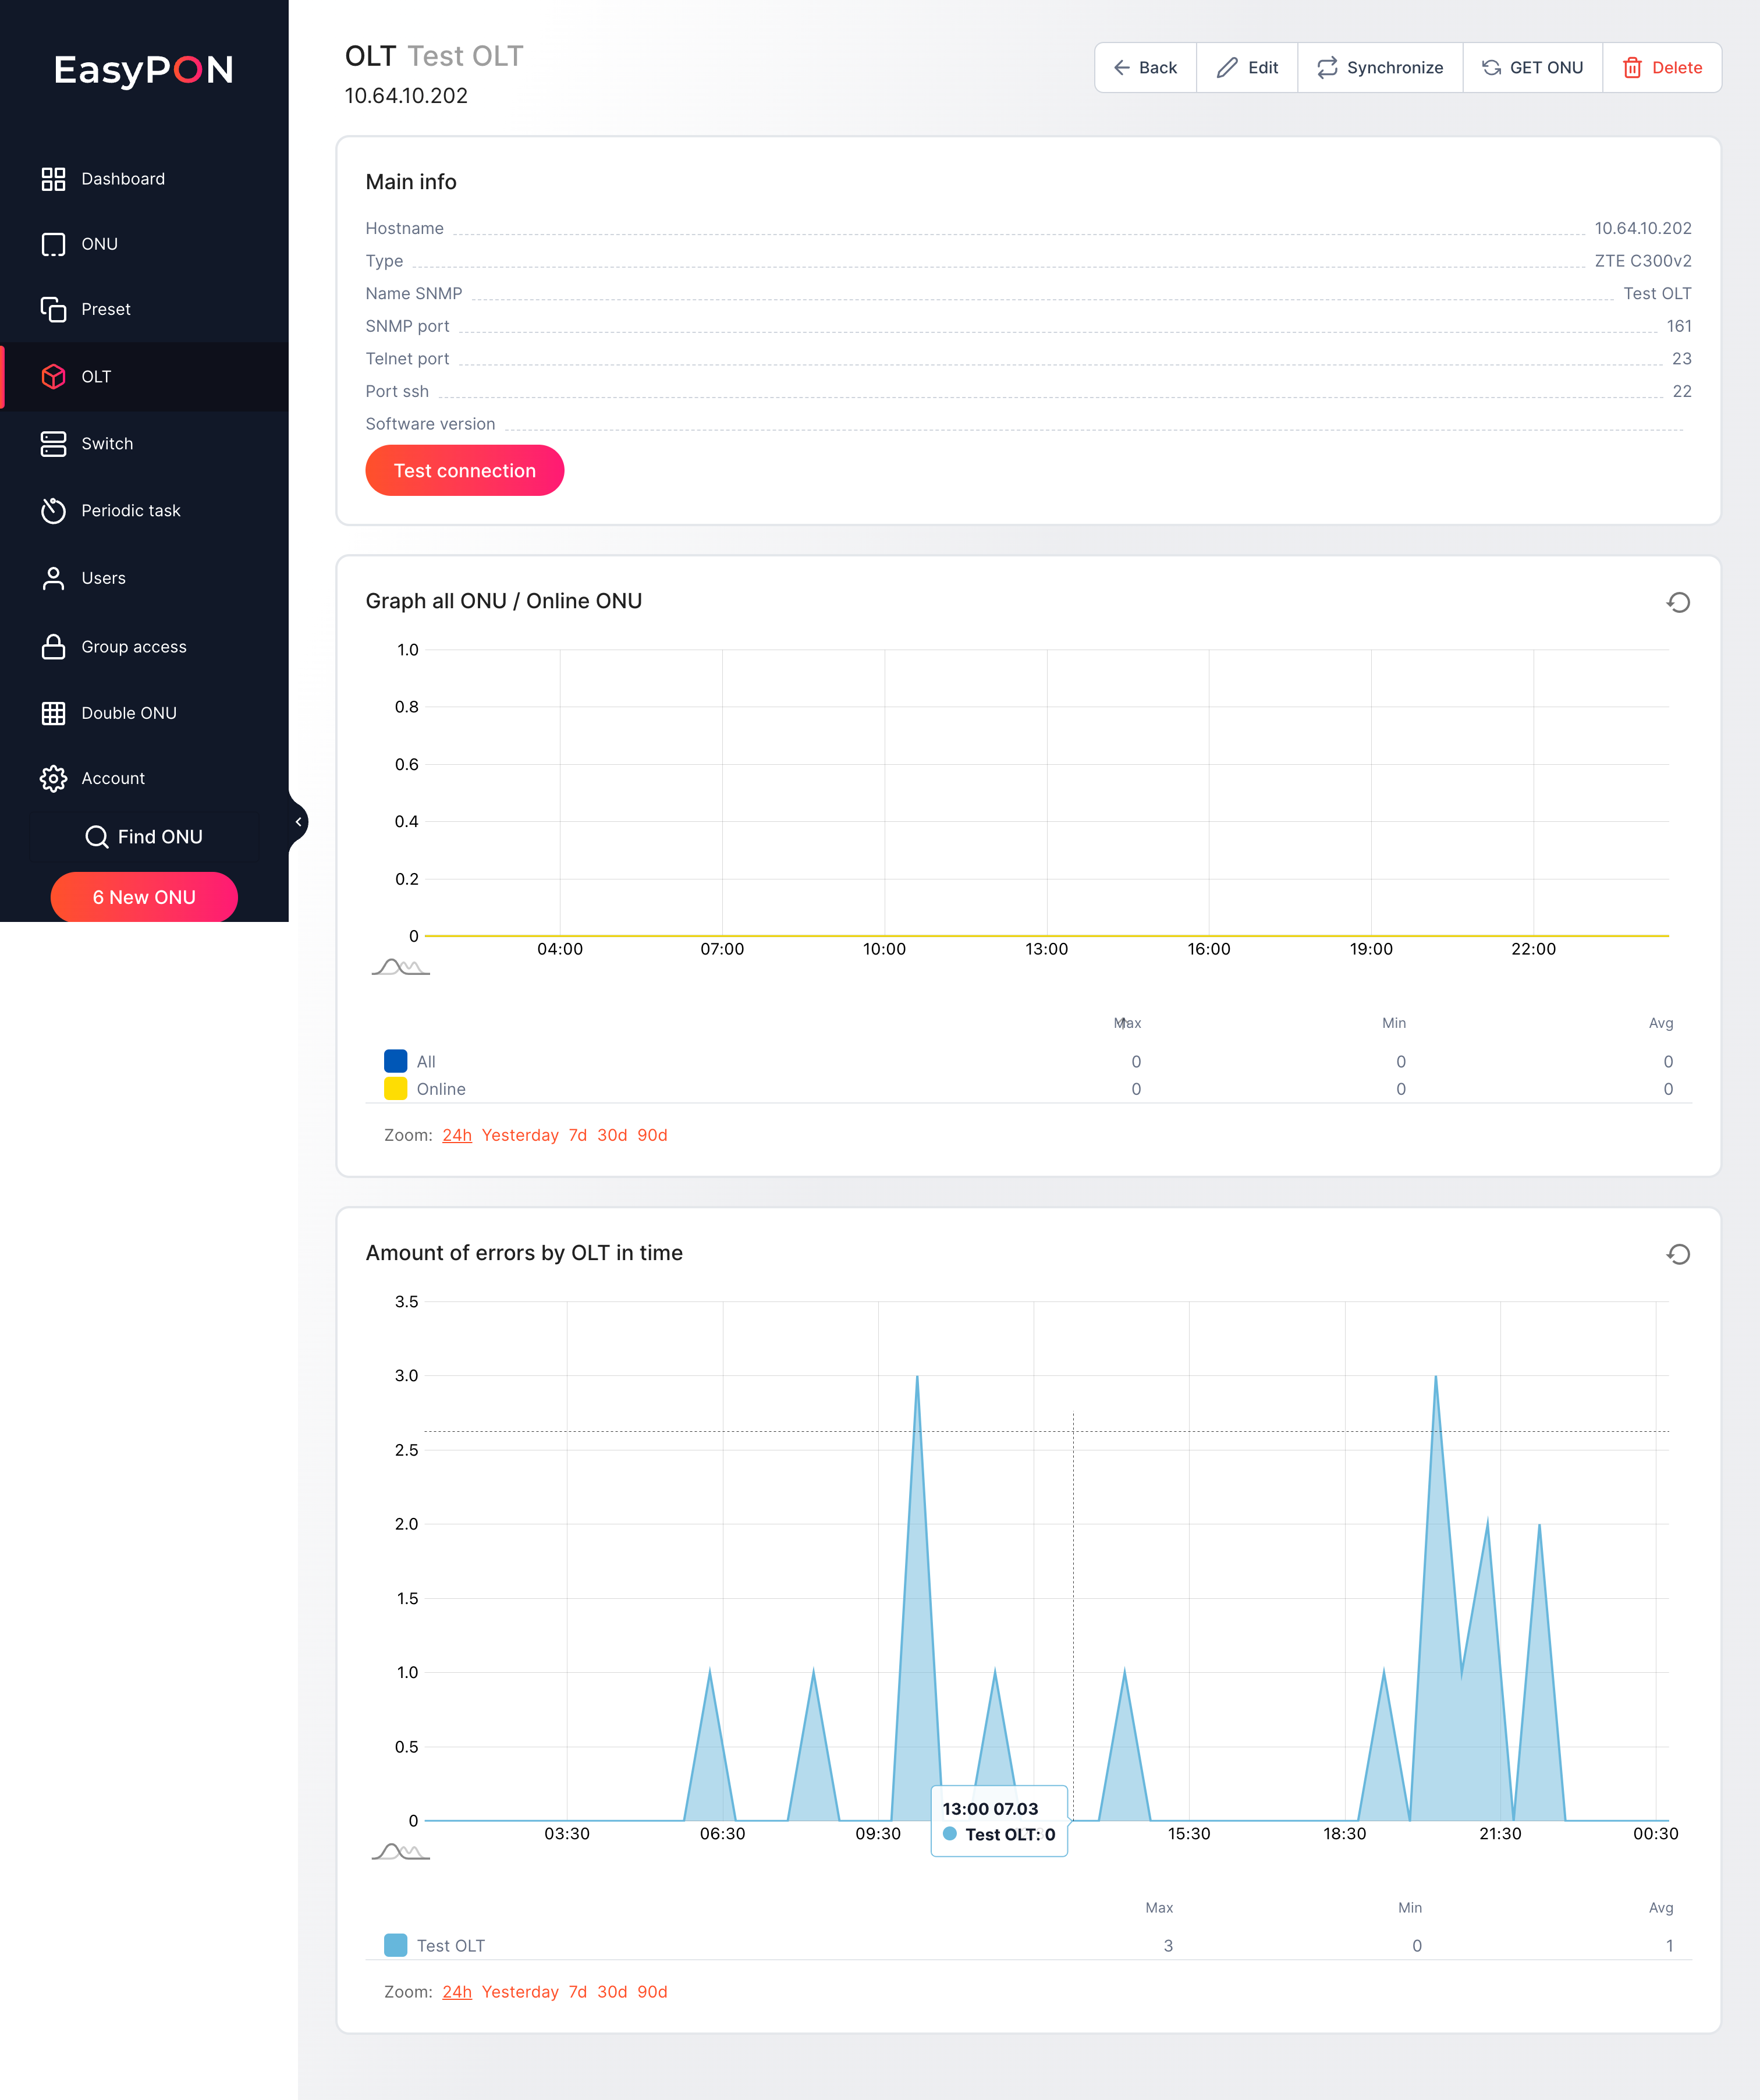 EasyPON
Dashboard
ONU
Preset
OLT
Switch
Periodic task
Users
Group access
Double ONU
Account
Find ONU
6 New ONU
OLT Test OLT
10.64.10.202
Back Edit Synchronize GET ONU Delete
Main info
Hostname 10.64.10.202
Type ZTE C300v2
Name SNMP Test OLT
SNMP port 161
Telnet port 23
Port ssh 22
Software version
Test connection
Graph all ONU / Online ONU
1.0
0.8
0.6
0.4
0.2
0
04:00 07:00 10:00 13:00 16:00 19:00 22:00
Max Min Avg
All 0 0 0
Online 0 0 0
Zoom: 24h Yesterday 7d 30d 90d
Amount of errors by OLT in time
3.5
3.0
2.5
2.0
1.5
1.0
0.5
0
13:00 07.03
Test OLT: 0
03:30 06:30 09:30 15:30 18:30 21:30 00:30
Max Min Avg
Test OLT 3 0 1
Zoom: 24h Yesterday 7d 30d 90d